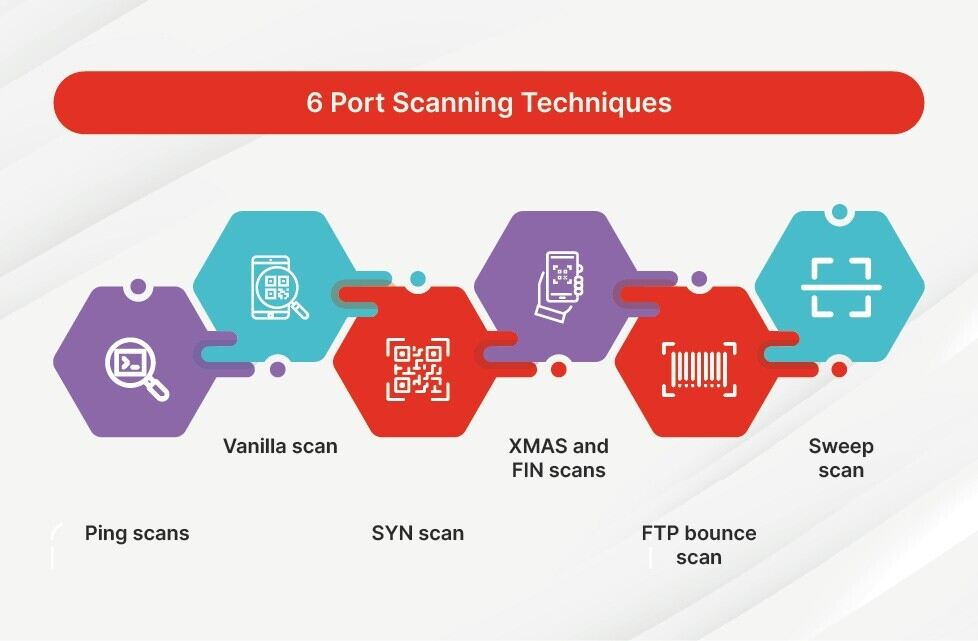 6 Port Scanning Techniques
Vanilla scan
XMAS and
FIN scans
Sweep
scan
Ping scans
SYN scan
FTP bounce
scan